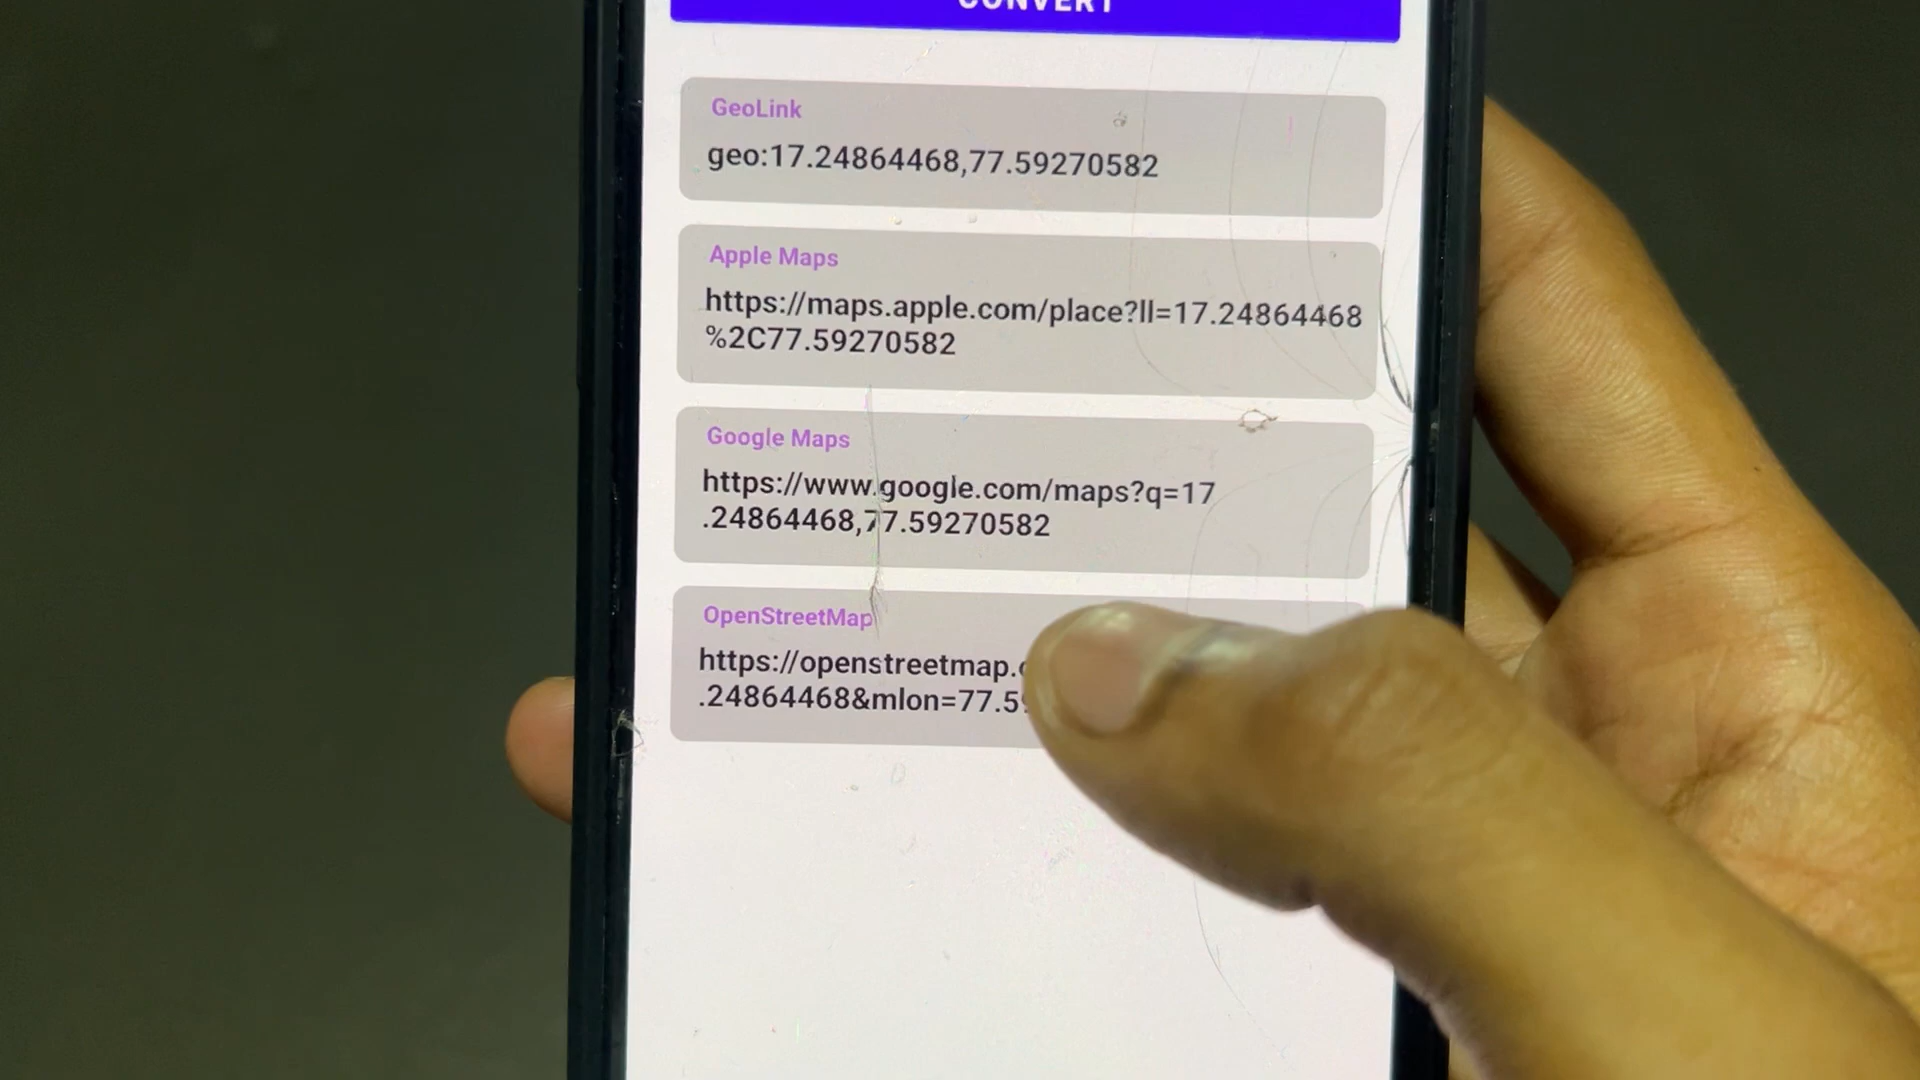 CONVERT
GeoLink
geo:17.24864468,77.59270582
Apple Maps
https://maps.apple.com/place?ll=17.24864468
%2C77.59270582
Google Maps
https://www.google.com/maps?q=17
.24864468,77.59270582
OpenStreetMap
https://openstreetmap.
.24864468&mlon=77.5